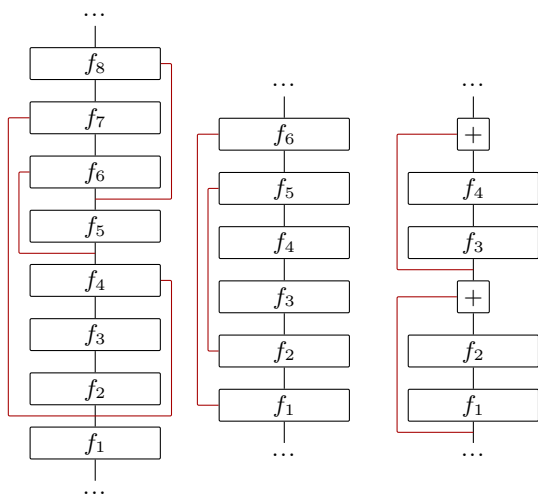 ...
f₈
f₇
f₆
f₅
f₄
f₃
f₂
f₁
...
...
f₆
f₅
f₄
f₃
f₂
f₁
...
...
+
f₄
f₃
+
f₂
f₁
...